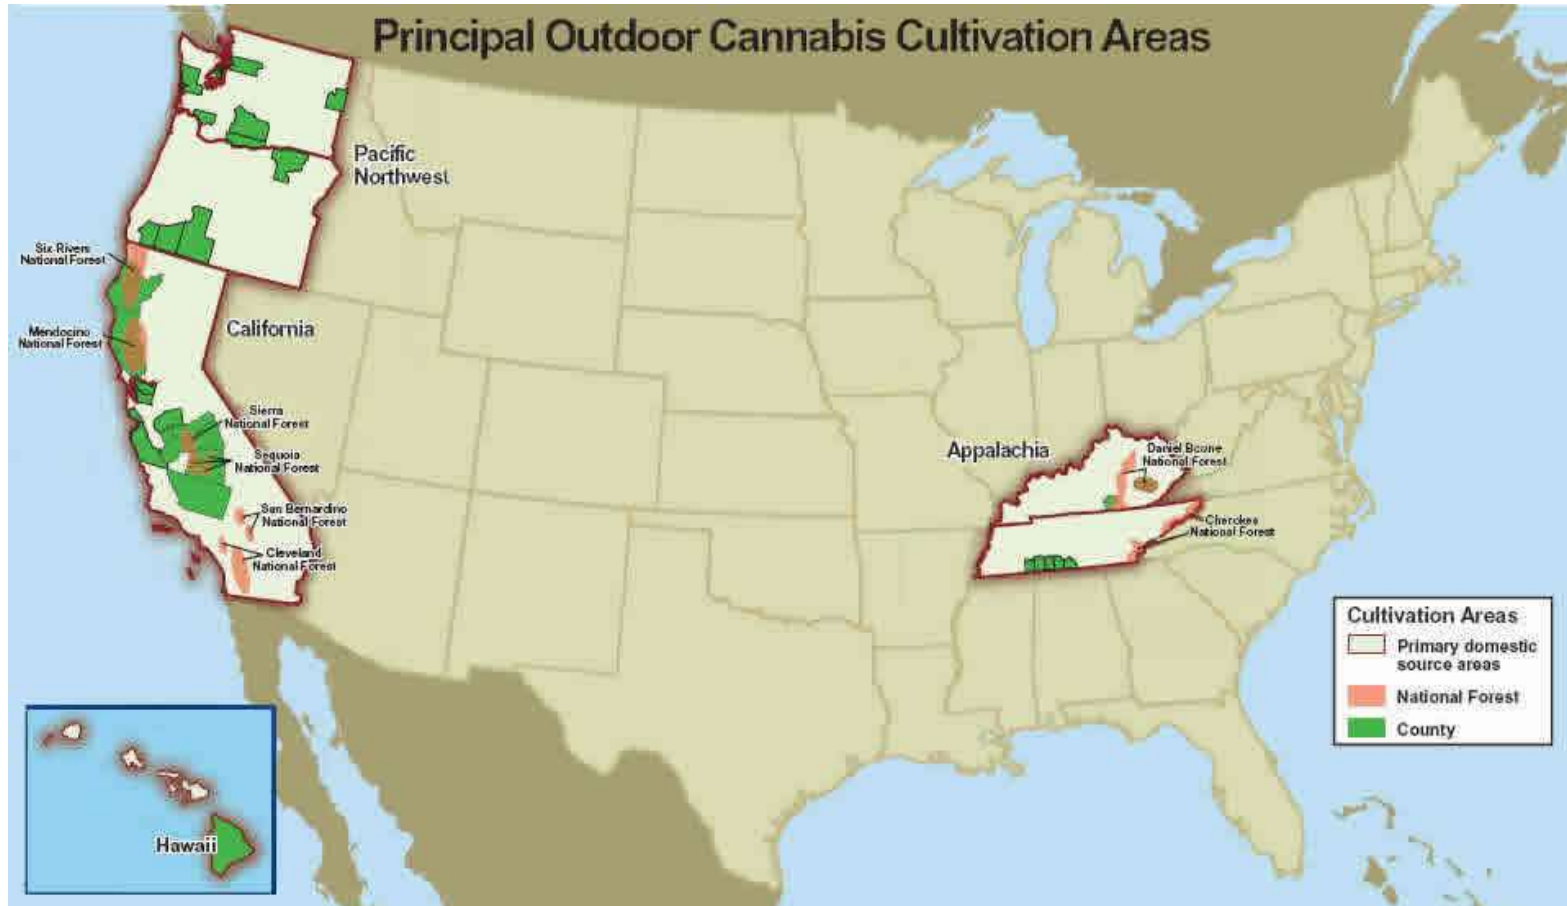 Principal Outdoor Cannabis Cultivation Areas
Pacific
Northwest
Six Rivers
National Forest
California
Mendocino
National Forest
Sierra
National Forest
Sequoia
National Forest
San Bernardino
National Forest
Cleveland
National Forest
Appalachia
Daniel Boone
National Forest
Cherokee
National Forest
Cultivation Areas
Primary domestic
source areas
National Forest
County
Hawaii